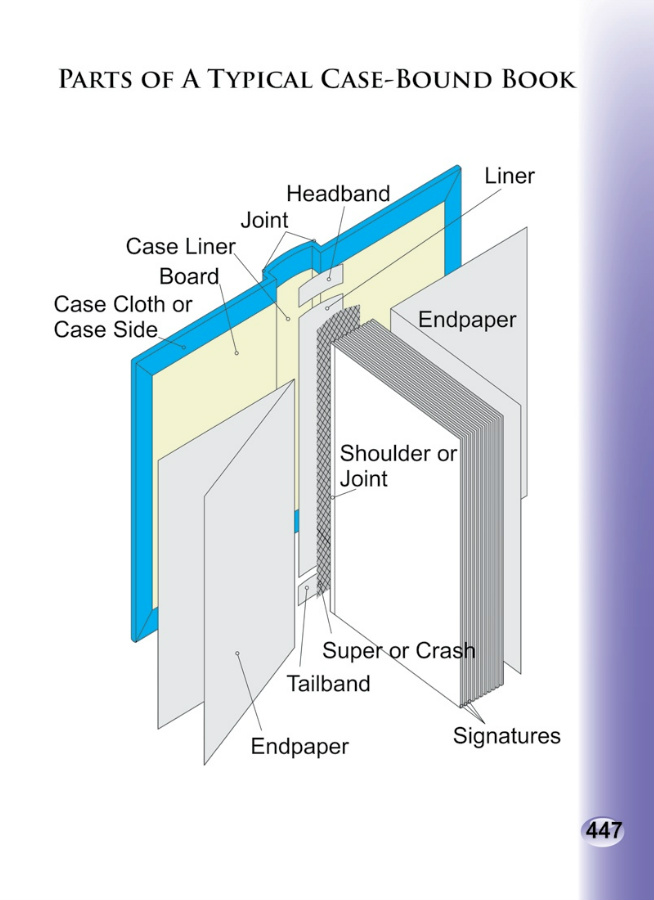 PARTS OF A TYPICAL CASE-BOUND BOOK
Liner
Headband
Joint
Case Liner
Board
Case Cloth or
Case Side
Endpaper
Shoulder or
Joint
Super or Crash
Tailband
Signatures
Endpaper
447